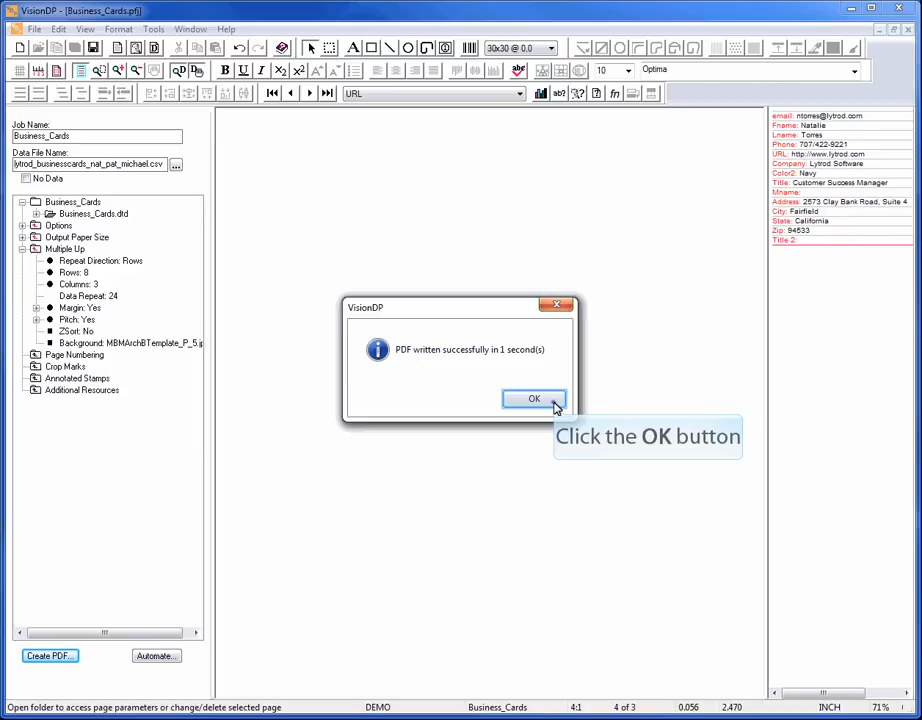 VisionDP - [Business_Cards.pfj]
File Edit View Format Tools Window Help
30x30 @ 0.0
B U I X2 X2 10 Optima
URL ab? fn
Job Name:
Business_Cards
Data File Name:
lytrod_businesscards_nat_pat_michael.csv ...
No Data
Business_Cards
Business_Cards.dtd
Options
Output Paper Size
Multiple Up
Repeat Direction: Rows
Rows: 8
Columns: 3
Data Repeat: 24
Margin: Yes
Pitch: Yes
ZSort: No
Background: MBMArchBTemplate_P_5.j
Page Numbering
Crop Marks
Annotated Stamps
Additional Resources
Create PDF...
Automate...
VisionDP
PDF written successfully in 1 second(s)
OK
Click the OK button
email: ntorres@lytrod.com
Fname: Natalie
Lname: Torres
Phone: 707/422-9221
URL: http://www.lytrod.com
Company: Lytrod Software
Color2: Navy
Title: Customer Success Manager
Mname:
Address: 2573 Clay Bank Road, Suite 4
City: Fairfield
State: California
Zip: 94533
Title 2:
Open folder to access page parameters or change/delete selected page DEMO Business_Cards 4:1 4 of 3 0.056 2.470 INCH 71%